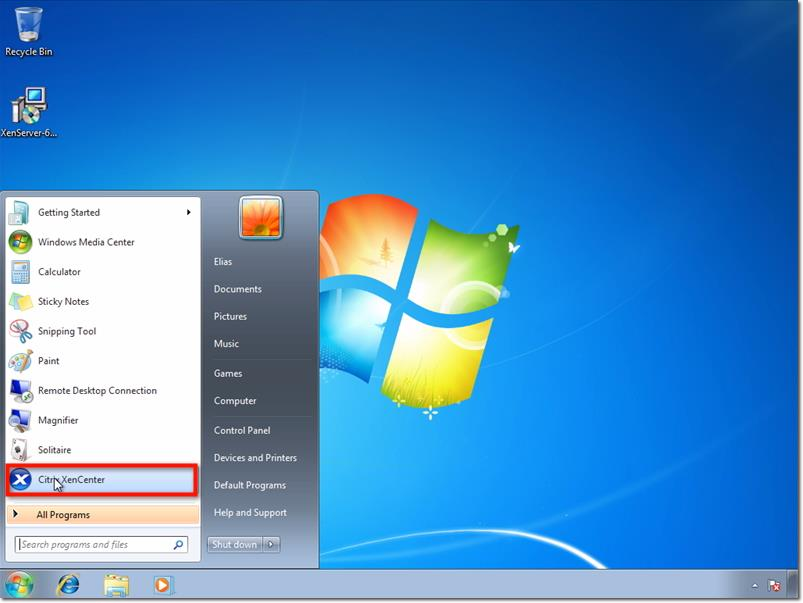 Recycle Bin
XenServer-6...
Getting Started
Windows Media Center
Calculator
Sticky Notes
Snipping Tool
Paint
Remote Desktop Connection
Magnifier
Solitaire
Citrix XenCenter
All Programs
Search programs and files
Elias
Documents
Pictures
Music
Games
Computer
Control Panel
Devices and Printers
Default Programs
Help and Support
Shut down